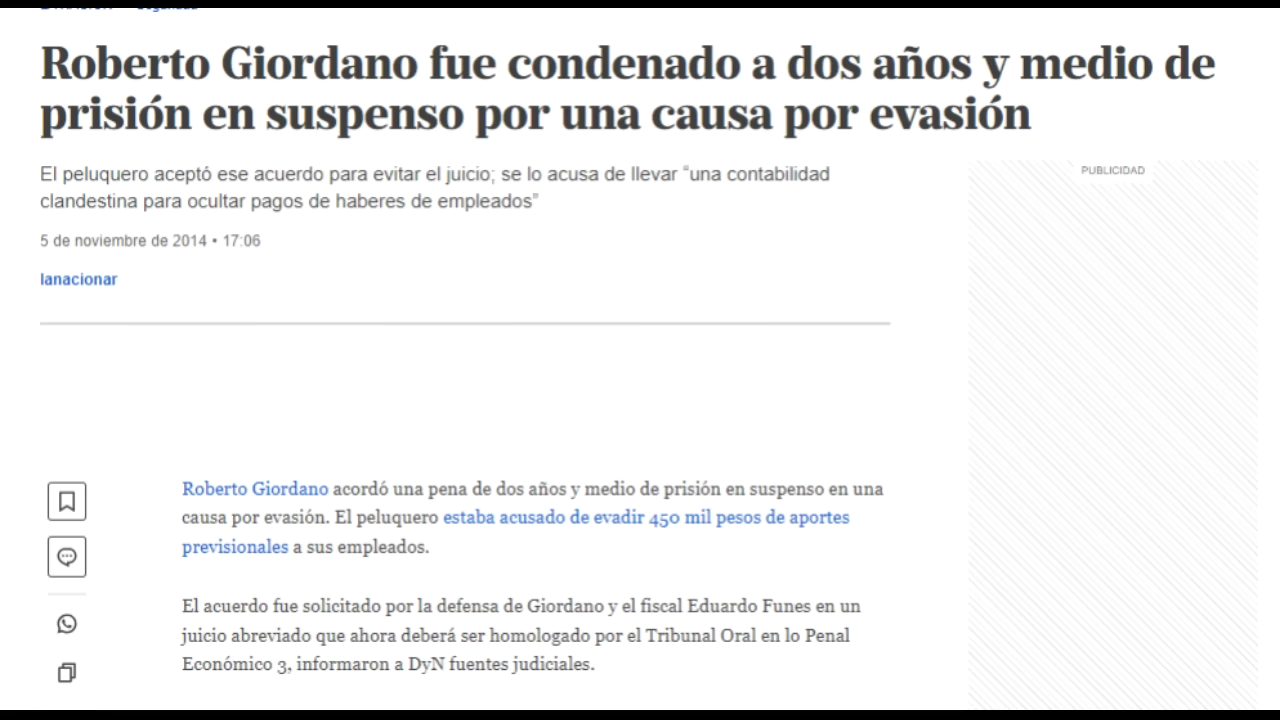 Roberto Giordano fue condenado a dos años y medio de
prisión en suspenso por una causa por evasión
El peluquero aceptó ese acuerdo para evitar el juicio; se lo acusa de llevar “una contabilidad
clandestina para ocultar pagos de haberes de empleados”
PUBLICIDAD
5 de noviembre de 2014 • 17:06
lanacionar
Roberto Giordano acordó una pena de dos años y medio de prisión en suspenso en una
causa por evasión. El peluquero estaba acusado de evadir 450 mil pesos de aportes
previsionales a sus empleados.
El acuerdo fue solicitado por la defensa de Giordano y el fiscal Eduardo Funes en un
juicio abreviado que ahora deberá ser homologado por el Tribunal Oral en lo Penal
Económico 3, informaron a DyN fuentes judiciales.